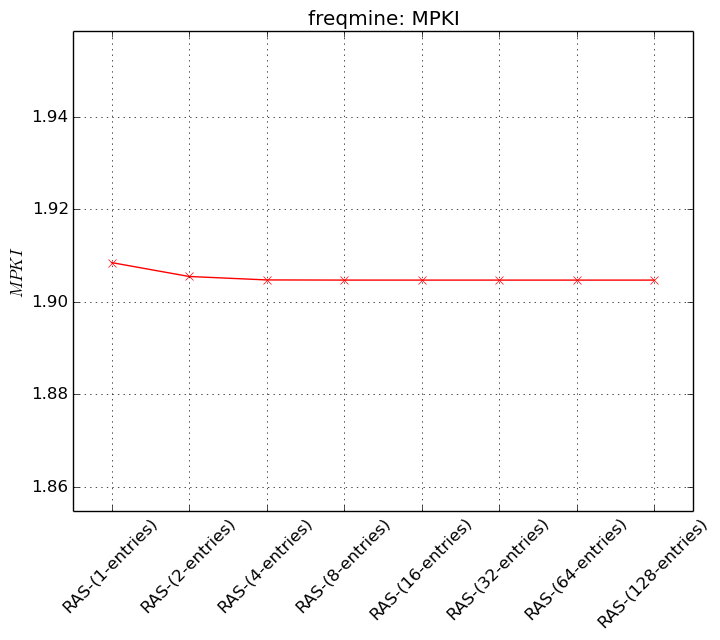 freqmine: MPKI
MPKI
1.94
1.92
1.90
1.88
1.86
RAS-(1-entries)
RAS-(2-entries)
RAS-(4-entries)
RAS-(8-entries)
RAS-(16-entries)
RAS-(32-entries)
RAS-(64-entries)
RAS-(128-entries)